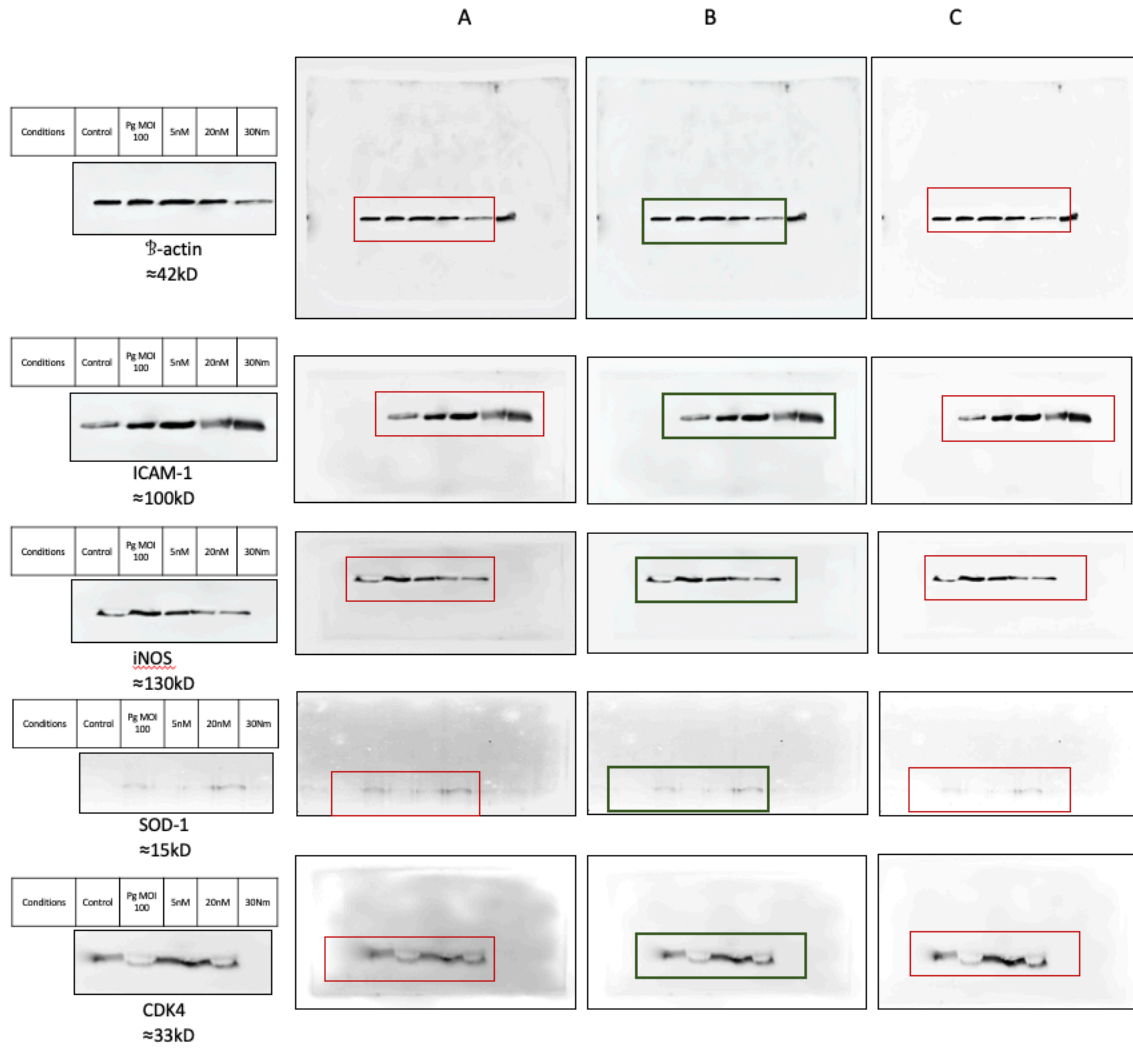 A B C
Conditions Control Pg MOI 100 5nM 20nM 30Nm
ꞵ-actin
≈42kD
Conditions Control Pg MOI 100 5nM 20nM 30Nm
ICAM-1
≈100kD
Conditions Control Pg MOI 100 5nM 20nM 30Nm
iNOS
≈130kD
Conditions Control Pg MOI 100 5nM 20nM 30Nm
SOD-1
≈15kD
Conditions Control Pg MOI 100 5nM 20nM 30Nm
CDK4
≈33kD